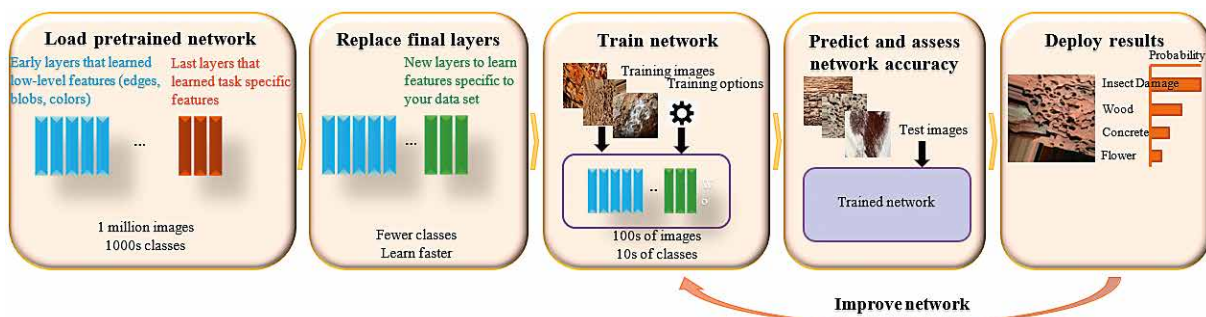 Load pretrained network
Early layers that learned
low-level features (edges,
blobs, colors)
Last layers that
learned task specific
features
...
1 million images
1000s classes
Replace final layers
New layers to learn
features specific to
your data set
...
Fewer classes
Learn faster
Train network
Training images
Training options
..
100s of images
10s of classes
Predict and assess
network accuracy
Test images
Trained network
Deploy results
Probability
Insect Damage
Wood
Concrete
Flower
Improve network